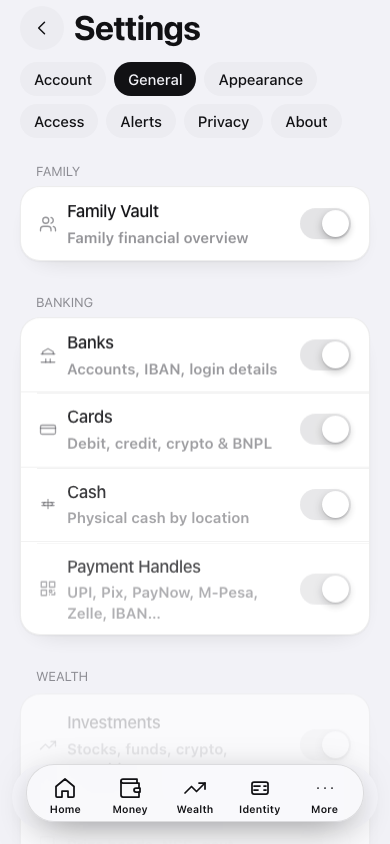 Settings
Account General Appearance
Access Alerts Privacy About
FAMILY
Family Vault
Family financial overview
BANKING
Banks
Accounts, IBAN, login details
Cards
Debit, credit, crypto & BNPL
Cash
Physical cash by location
Payment Handles
UPI, Pix, PayNow, M-Pesa,
Zelle, IBAN...
WEALTH
Investments
Stocks, funds, crypto,
Home Money Wealth Identity More